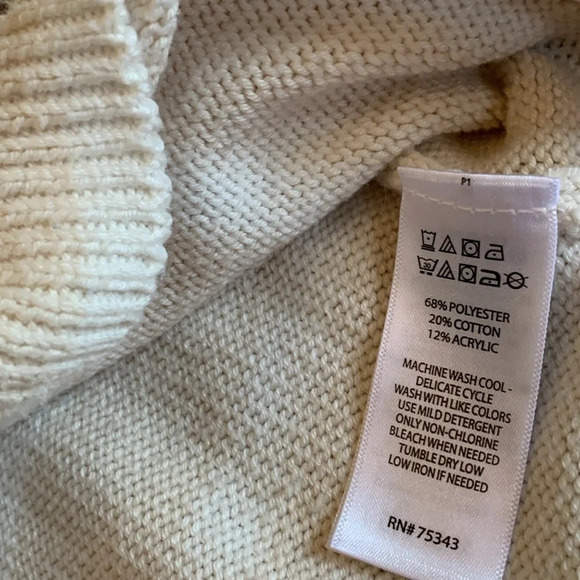 P1
30
68% POLYESTER
20% COTTON
12% ACRYLIC
MACHINE WASH COOL -
DELICATE CYCLE
WASH WITH LIKE COLORS
USE MILD DETERGENT
ONLY NON-CHLORINE
BLEACH WHEN NEEDED
TUMBLE DRY LOW
LOW IRON IF NEEDED
RN# 75343